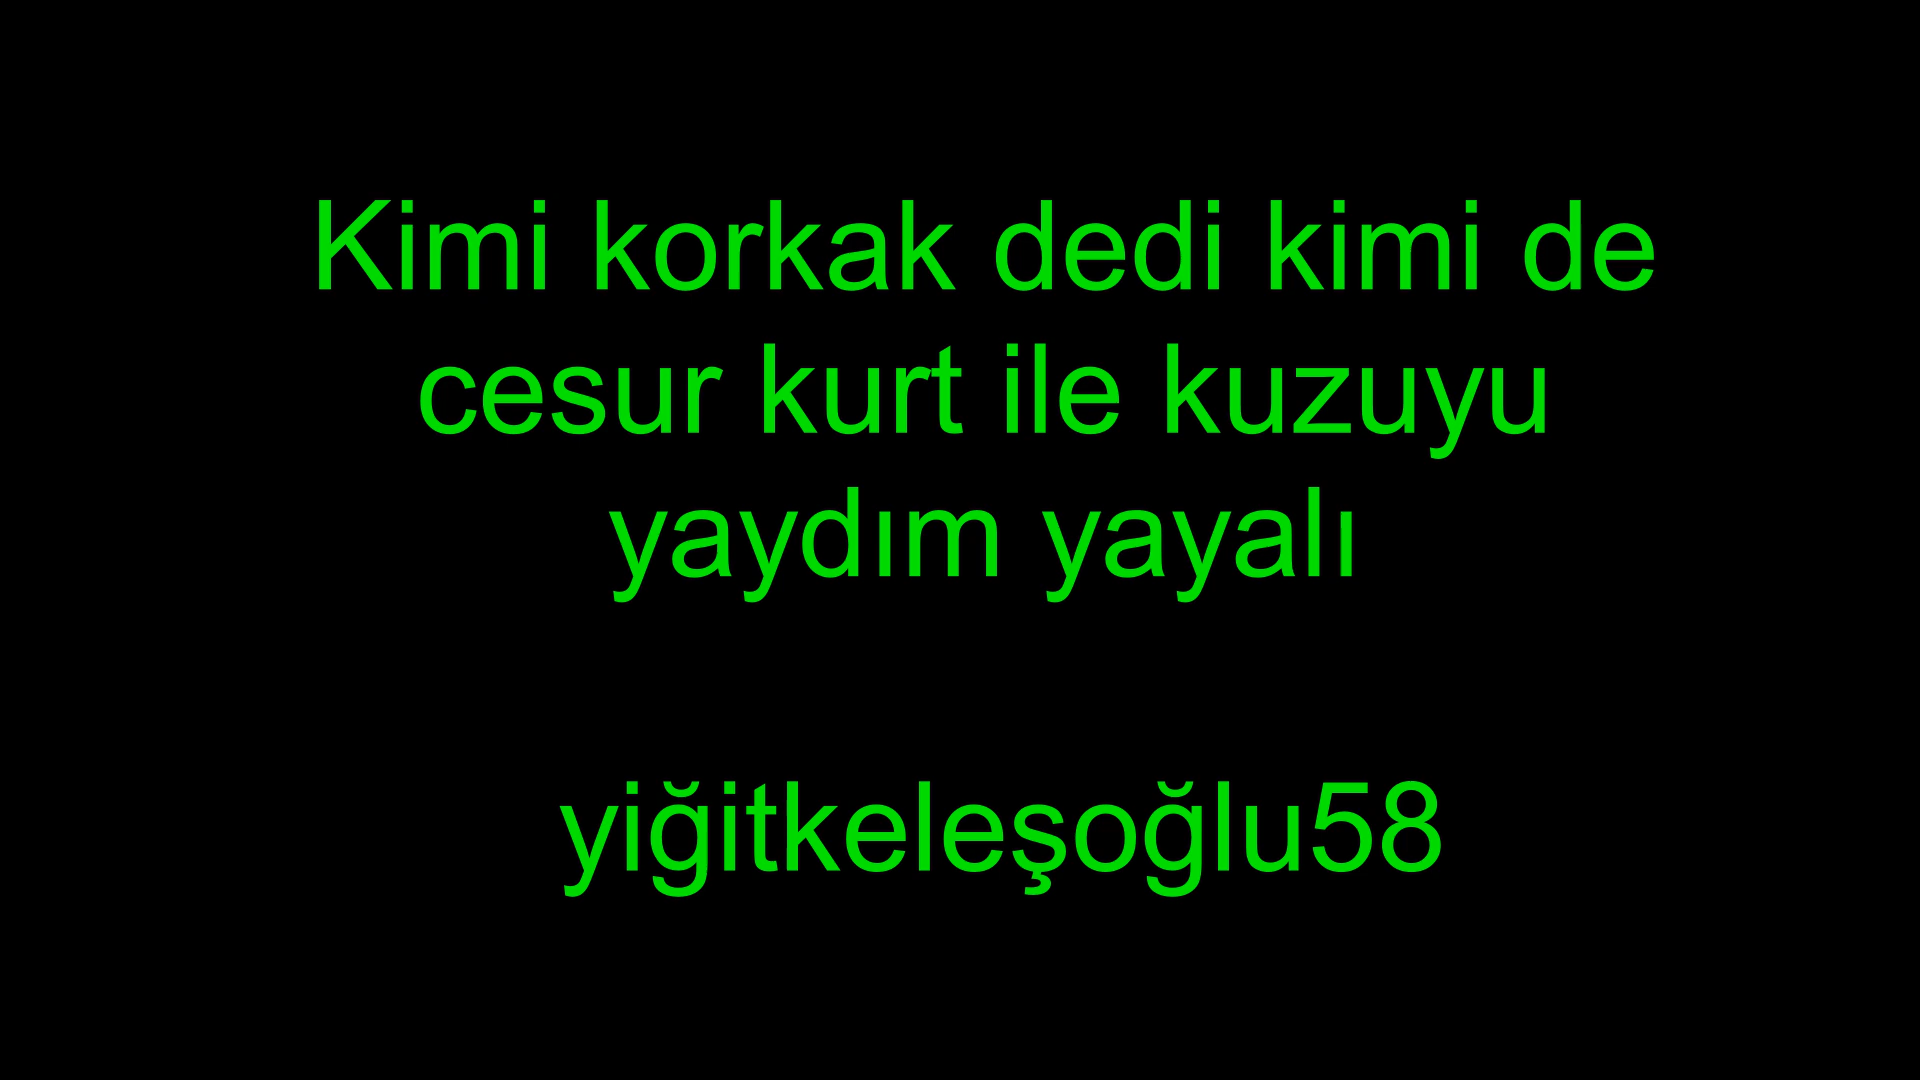 Kimi korkak dedi kimi de
cesur kurt ile kuzuyu
yaydım yayalı
yiğitkeleşoğlu58